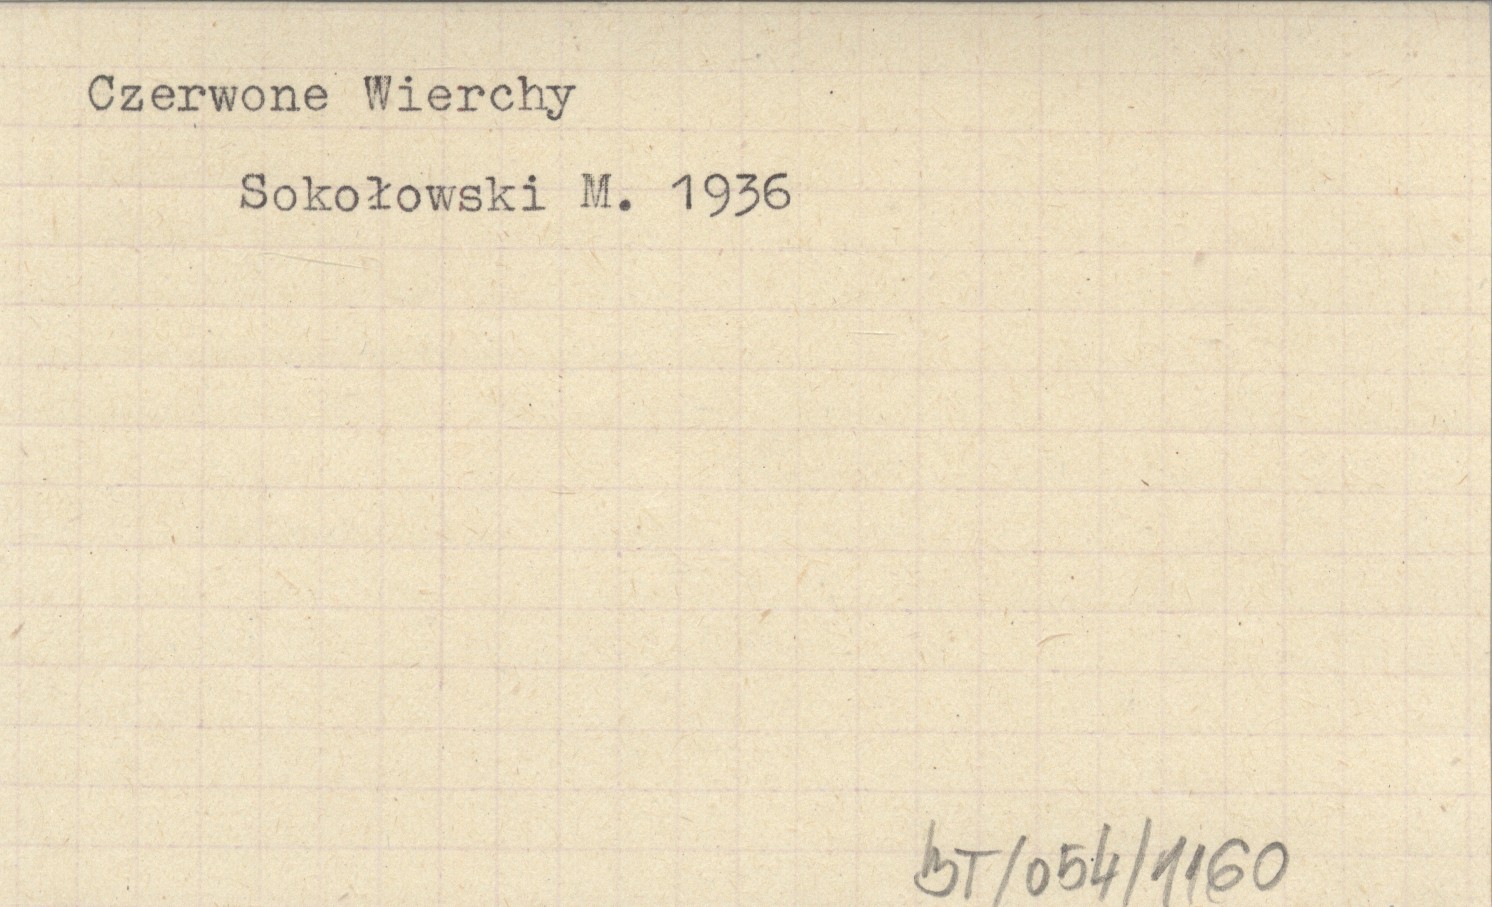 Czerwone Wierchy
Sokołowski M. 1936
BT/054/1160